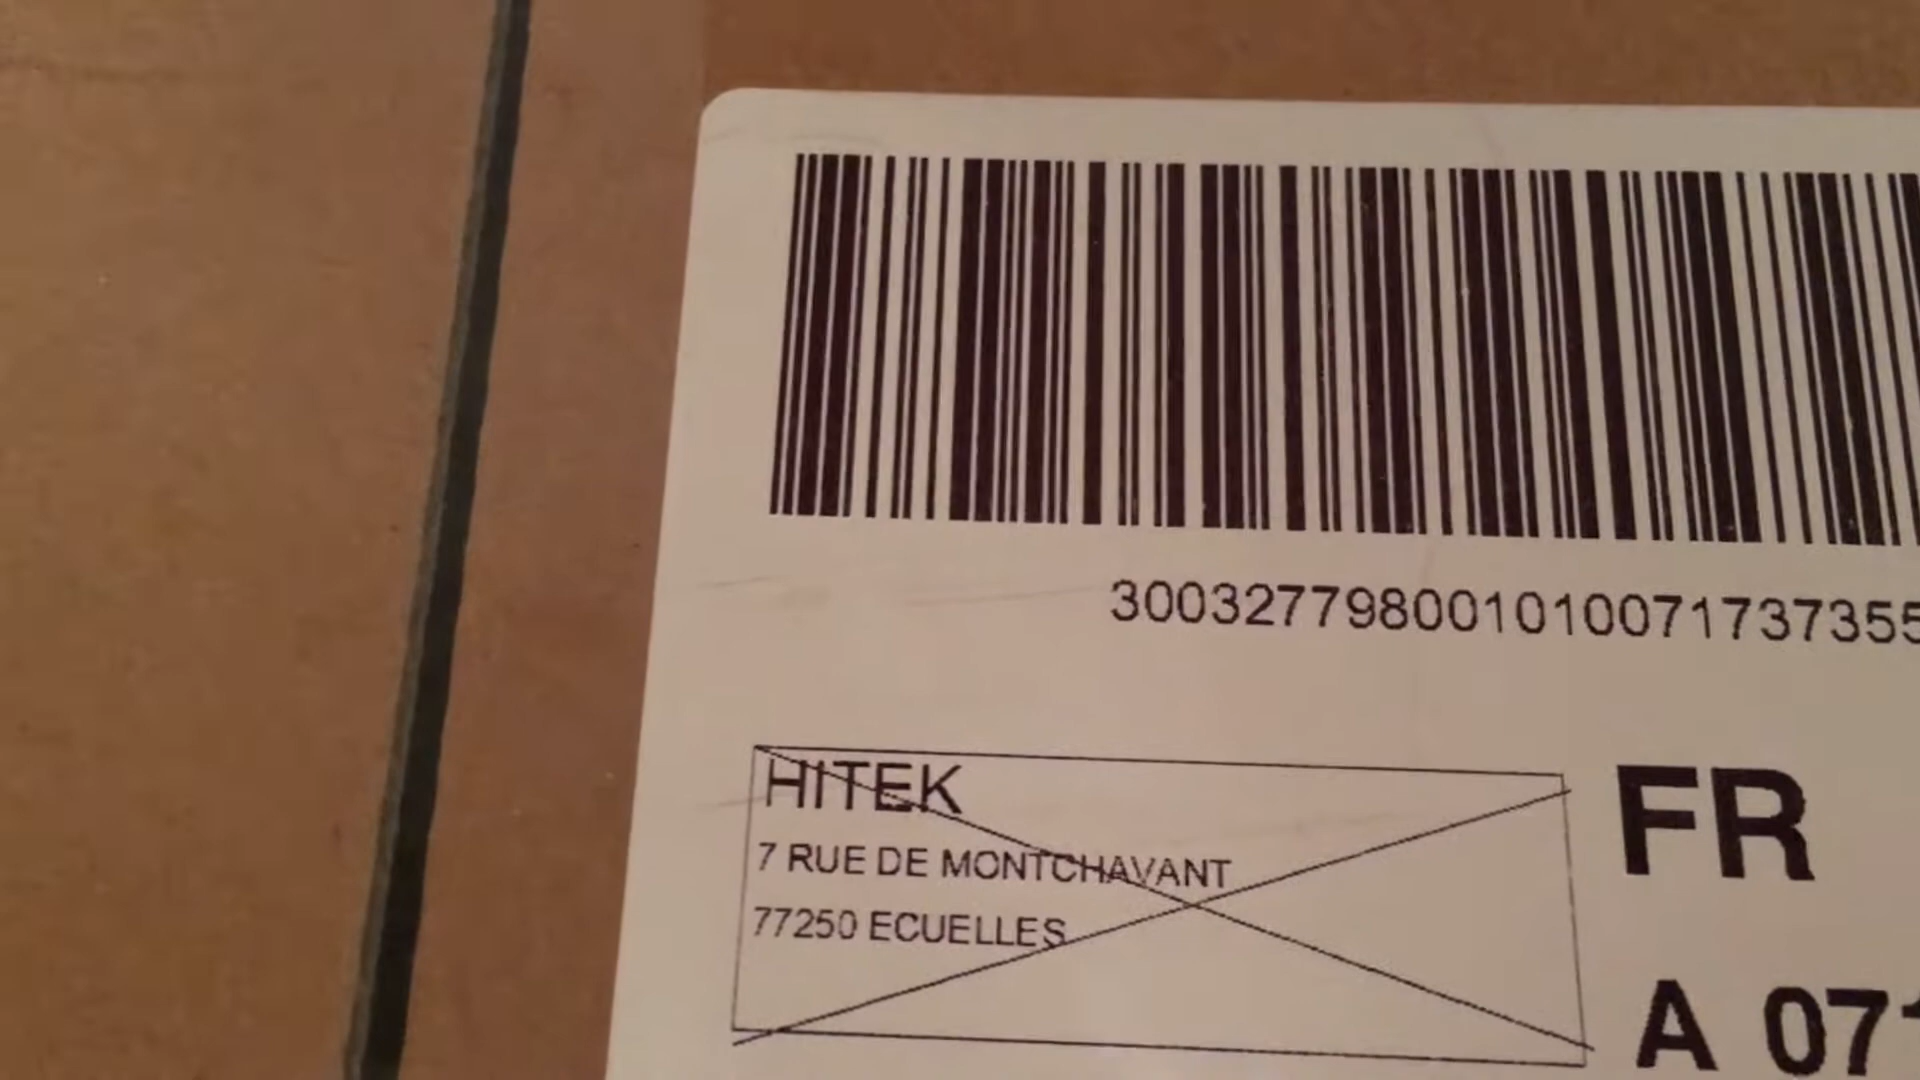 300327798001010071737355
HITEK
7 RUE DE MONTCHAVANT
77250 ECUELLES
FR
A 07